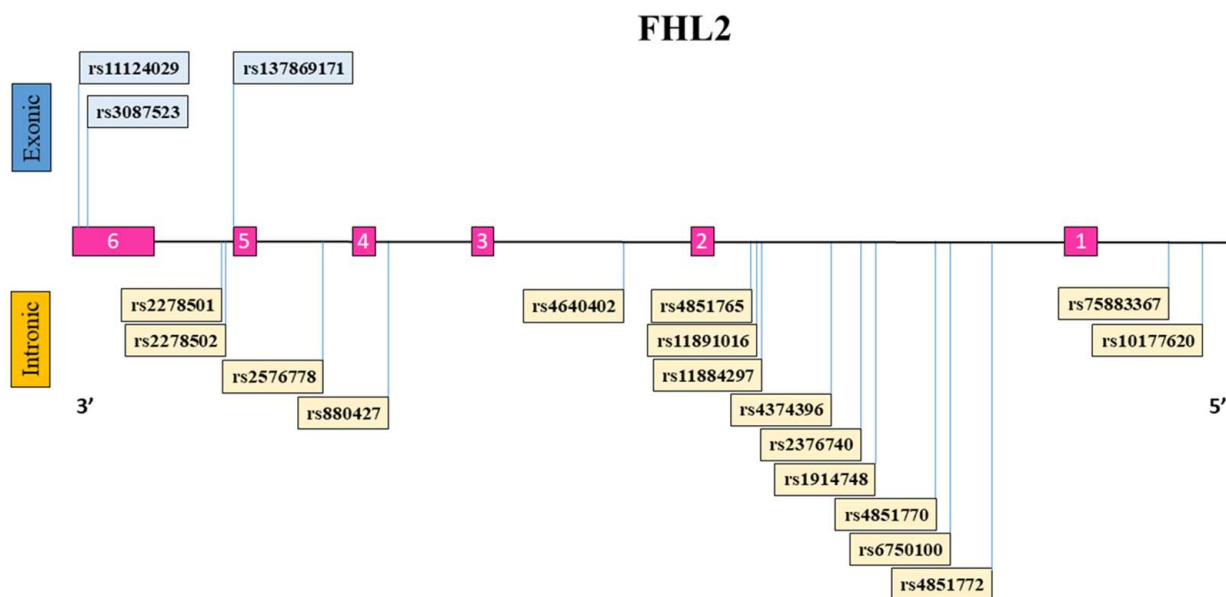 FHL2
rs11124029
rs137869171
rs3087523
Exonic
6
5
4
3
2
1
Intronic
rs2278501
rs4640402
rs4851765
rs75883367
rs2278502
rs11891016
rs10177620
rs2576778
rs11884297
3’
rs880427
rs4374396
5’
rs2376740
rs1914748
rs4851770
rs6750100
rs4851772